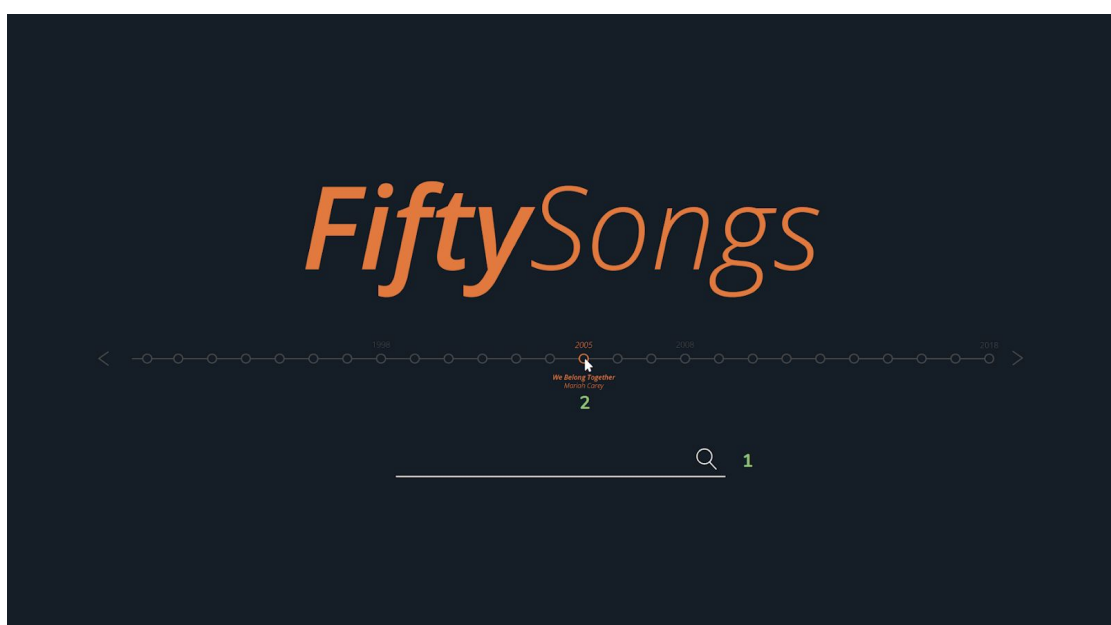 FiftySongs
1998 2005 2008 2018
We Belong Together
Mariah Carey
2
1